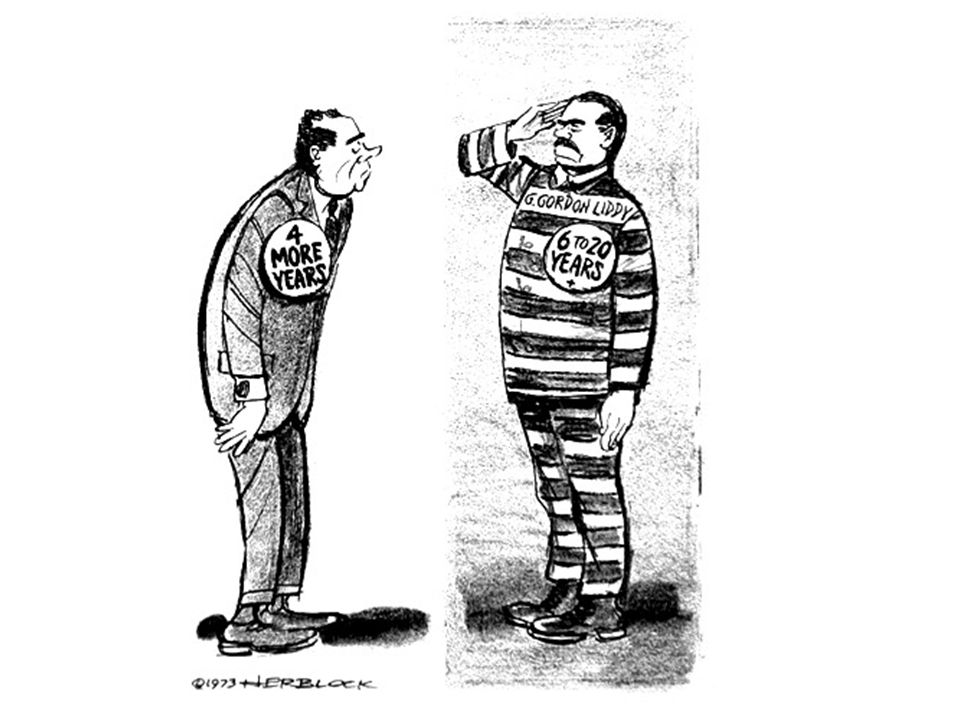 4
MORE
YEARS
G. GORDON LIDDY
6 TO 20
YEARS
+
©1973 HERBLOCK